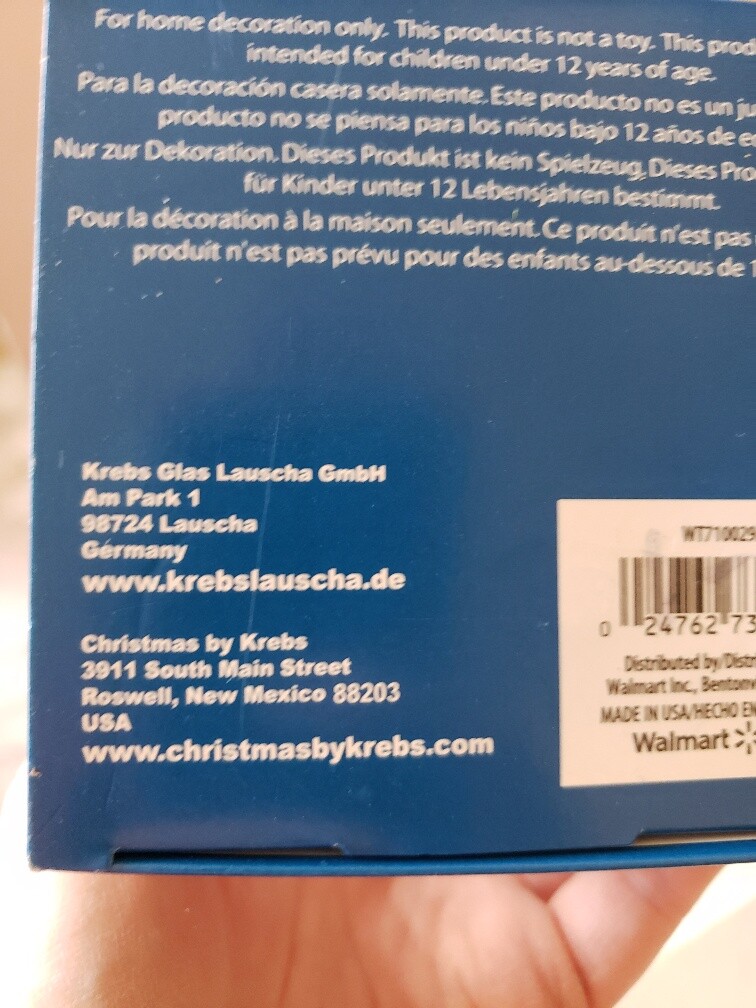 For home decoration only. This product is not a toy. This
intended for children under 12 years of age.
Para la decoración casera solamente. Este producto no es un
producto no se piensa para los niños bajo 12 años de
Nur zur Dekoration. Dieses Produkt ist kein Spielzeug. Dieses
für Kinder unter 12 Lebensjahren bestimmt.
Pour la décoration à la maison seulement. Ce produit n'est pas
produit n'est pas prévu pour des enfants au-dessous de
Krebs Glas Lauscha GmbH
Am Park 1
98724 Lauscha
Germany
www.krebslauscha.de
Christmas by Krebs
3911 South Main Street
Roswell, New Mexico 88203
USA
www.christmasbykrebs.com
WT710029
0 24762 73
Distributed by/
Walmart Inc.,
MADE IN USA/HECHO EN
Walmart